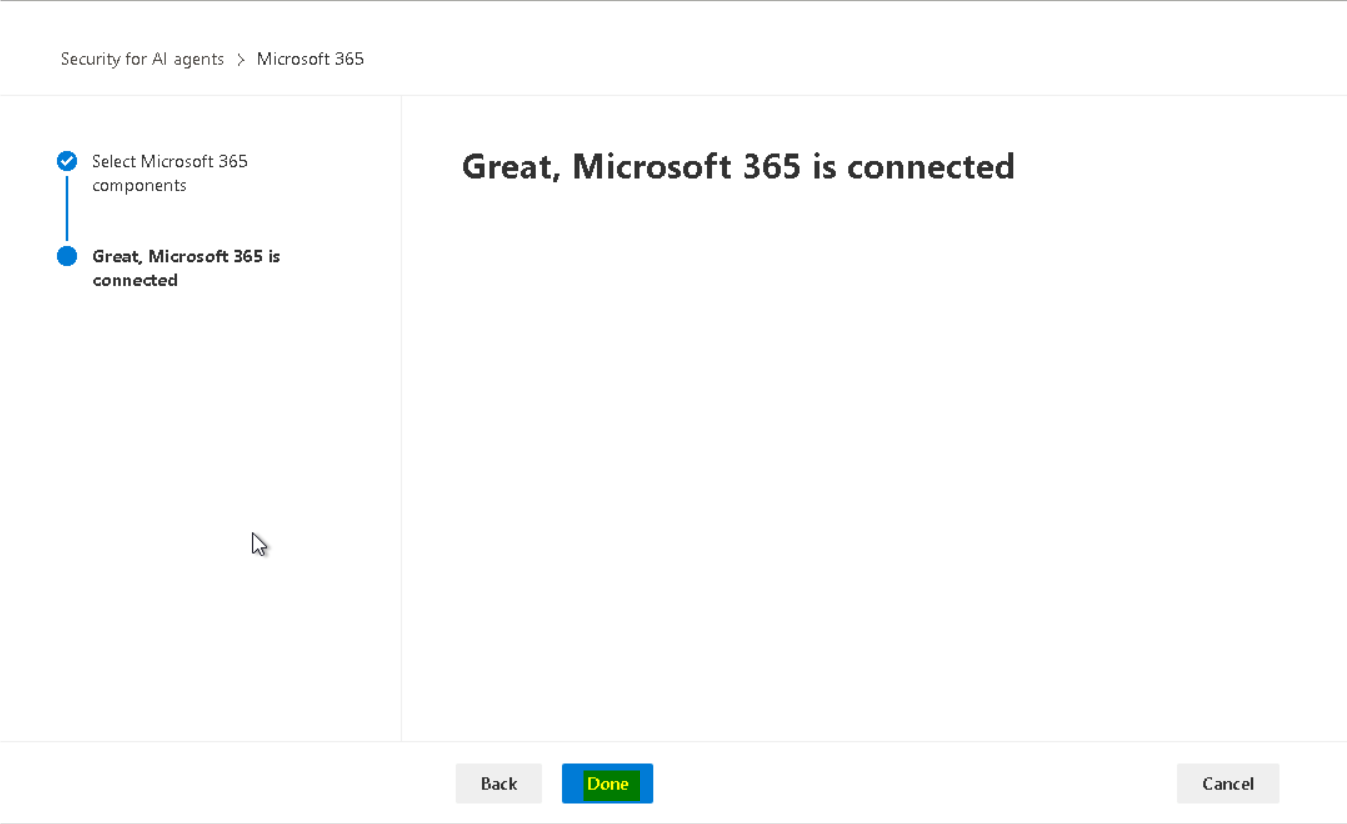 Security for AI agents > Microsoft 365
Select Microsoft 365
components
Great, Microsoft 365 is
connected
Great, Microsoft 365 is connected
Back
Done
Cancel